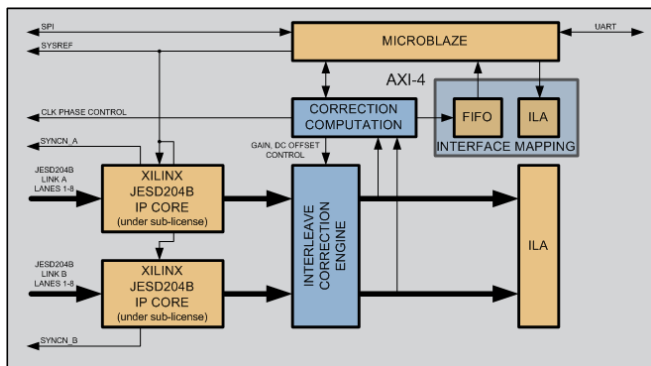 SPI
SYSREF
MICROBLAZE
UART
AXI-4
CLK PHASE CONTROL
CORRECTION
COMPUTATION
FIFO
ILA
INTERFACE MAPPING
SYNCN_A
GAIN, DC OFFSET
CONTROL
JESD204B
LINK A
LANES 1-8
XILINX
JESD204B
IP CORE
(under sub-license)
INTERLEAVE
CORRECTION
ENGINE
ILA
JESD204B
LINK B
LANES 1-8
XILINX
JESD204B
IP CORE
(under sub-license)
SYNCN_B